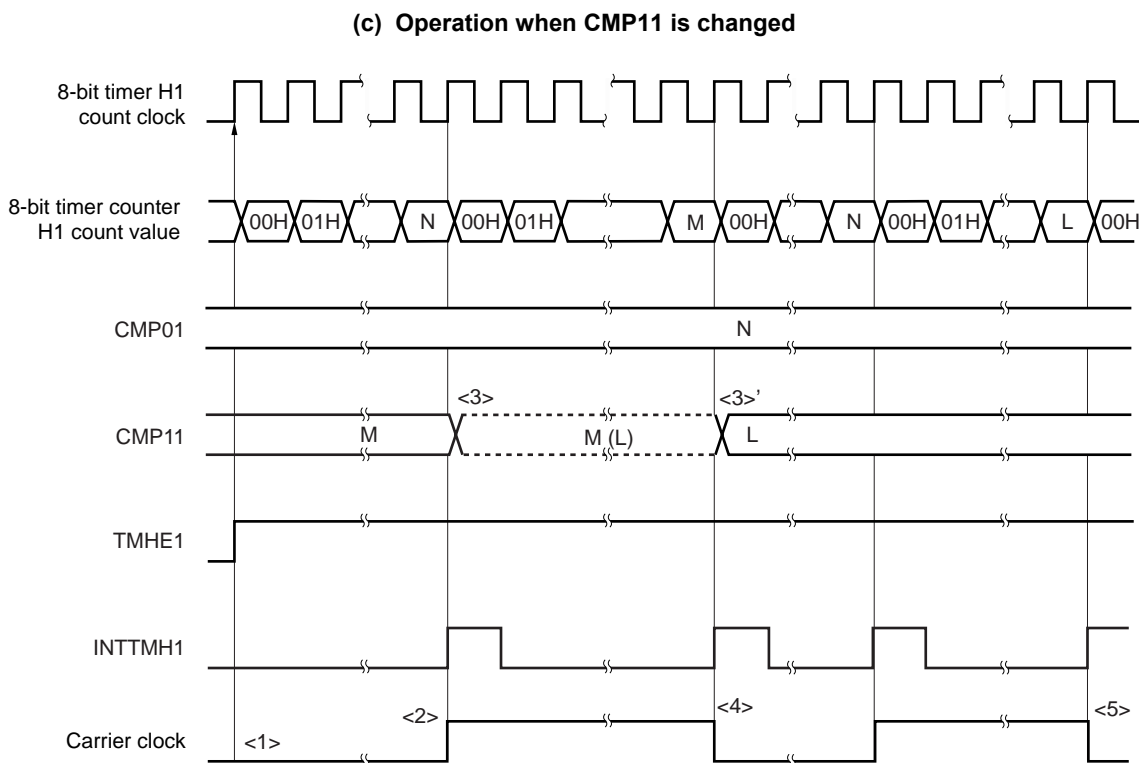 (c) Operation when CMP11 is changed
8-bit timer H1
count clock
8-bit timer counter
H1 count value
00H 01H N 00H 01H M 00H N 00H 01H L 00H
CMP01
N
<3> <3>’
CMP11
M M (L) L
TMHE1
INTTMH1
<2> <4> <5>
Carrier clock
<1>